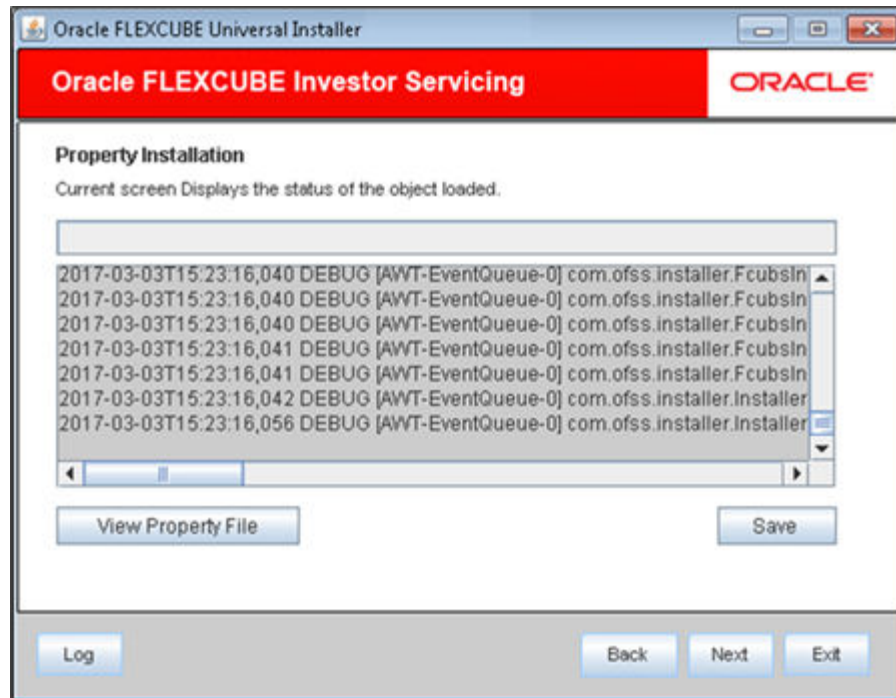 Oracle FLEXCUBE Universal Installer
Oracle FLEXCUBE Investor Servicing
ORACLE
Property Installation
Current screen Displays the status of the object loaded.
2017-03-03T15:23:16,040 DEBUG [AWT-EventQueue-0] com.ofss.installer.FcubsIn
2017-03-03T15:23:16,040 DEBUG [AWT-EventQueue-0] com.ofss.installer.FcubsIn
2017-03-03T15:23:16,040 DEBUG [AWT-EventQueue-0] com.ofss.installer.FcubsIn
2017-03-03T15:23:16,041 DEBUG [AWT-EventQueue-0] com.ofss.installer.FcubsIn
2017-03-03T15:23:16,041 DEBUG [AWT-EventQueue-0] com.ofss.installer.FcubsIn
2017-03-03T15:23:16,042 DEBUG [AWT-EventQueue-0] com.ofss.installer.Installer
2017-03-03T15:23:16,056 DEBUG [AWT-EventQueue-0] com.ofss.installer.Installer
View Property File Save
Log Back Next Exit